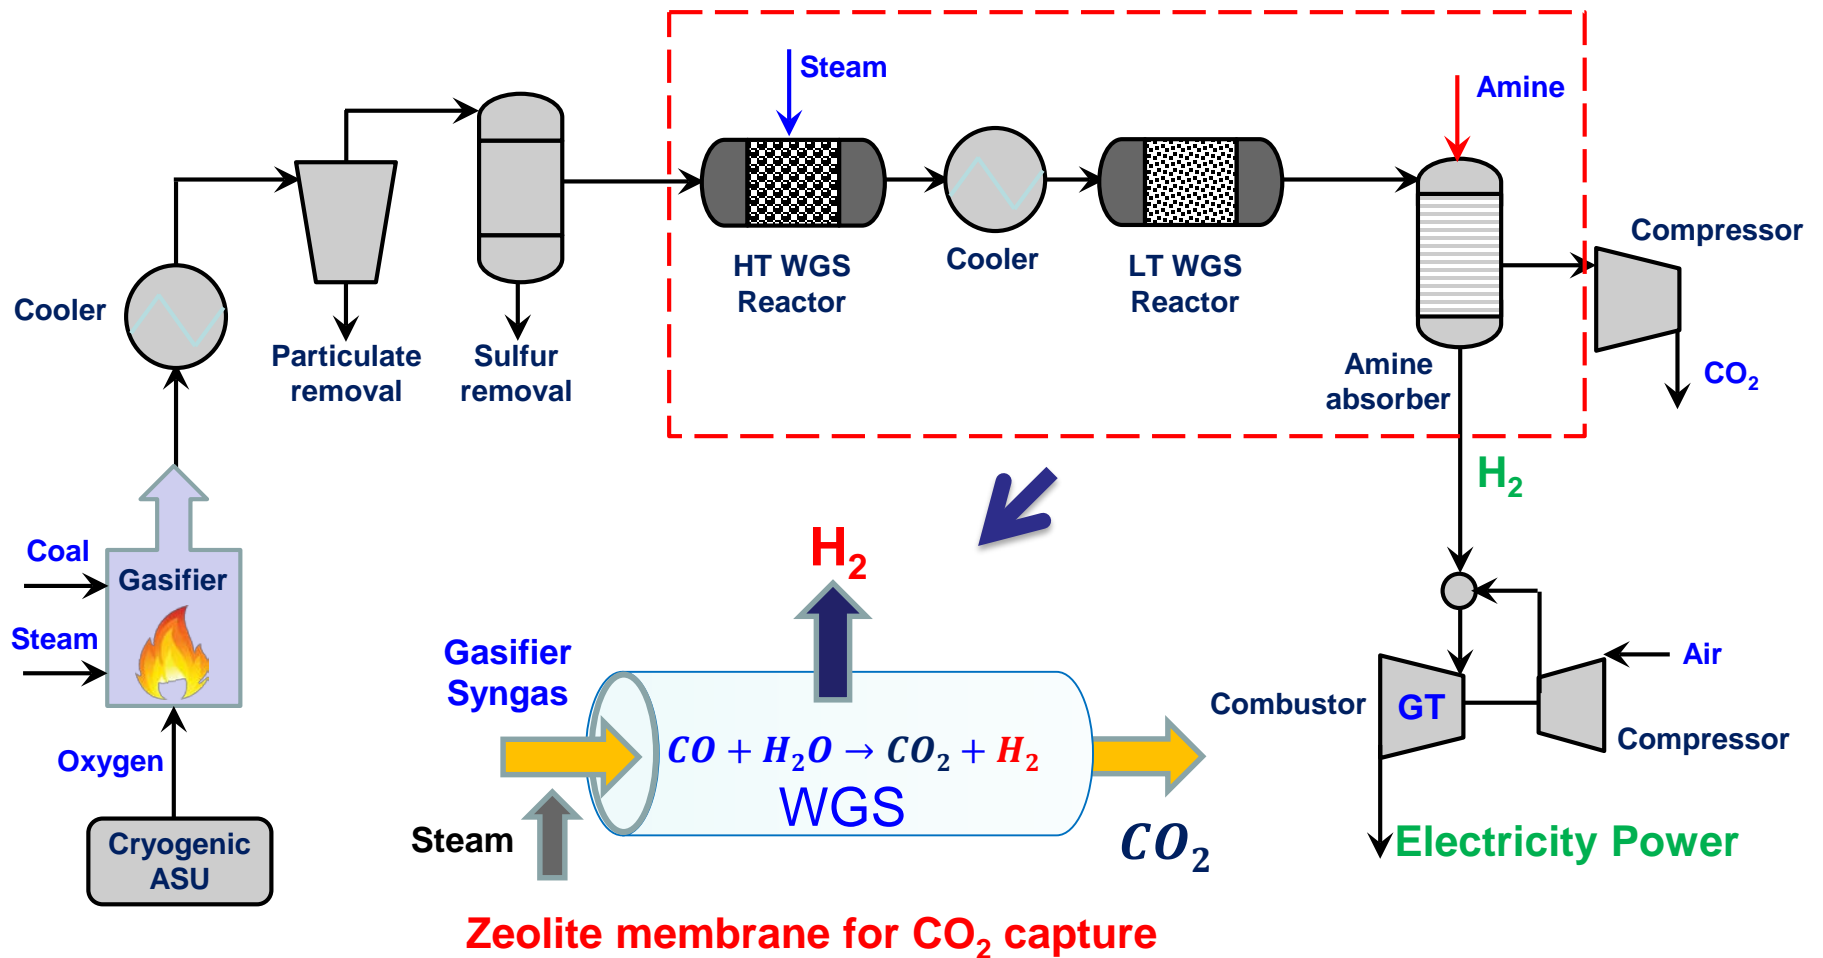 Steam
Amine
HT WGS
Reactor
Cooler
LT WGS
Reactor
Compressor
Cooler
Particulate
removal
Sulfur
removal
Amine
absorber
CO₂
H₂
Coal
Gasifier
Steam
Oxygen
Cryogenic
ASU
H₂
Gasifier
Syngas
CO + H₂O → CO₂ + H₂
WGS
Steam
CO₂
Zeolite membrane for CO₂ capture
Air
Combustor
GT
Compressor
Electricity Power